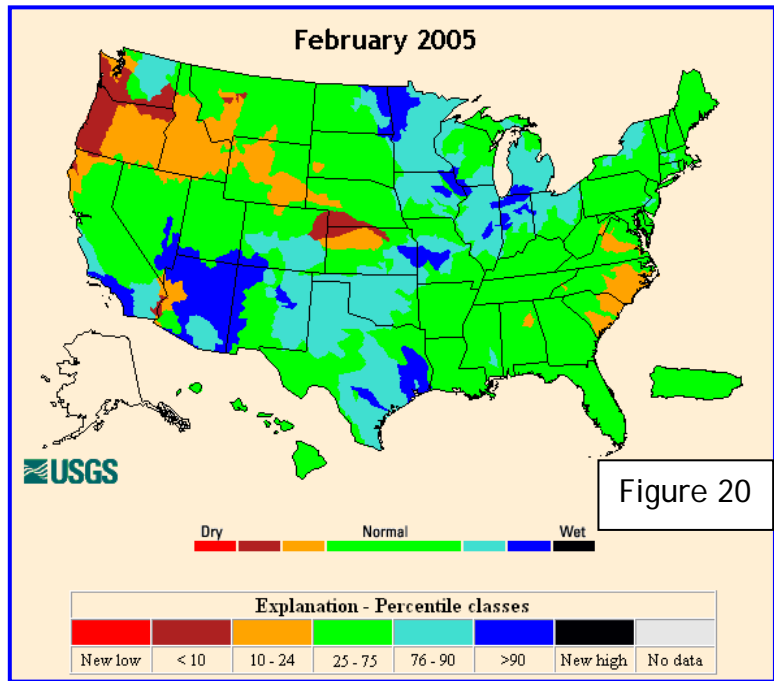 February 2005
USGS
Figure 20
Dry Normal Wet
Explanation - Percentile classes
New low < 10 10 - 24 25 - 75 76 - 90 >90 New high No data